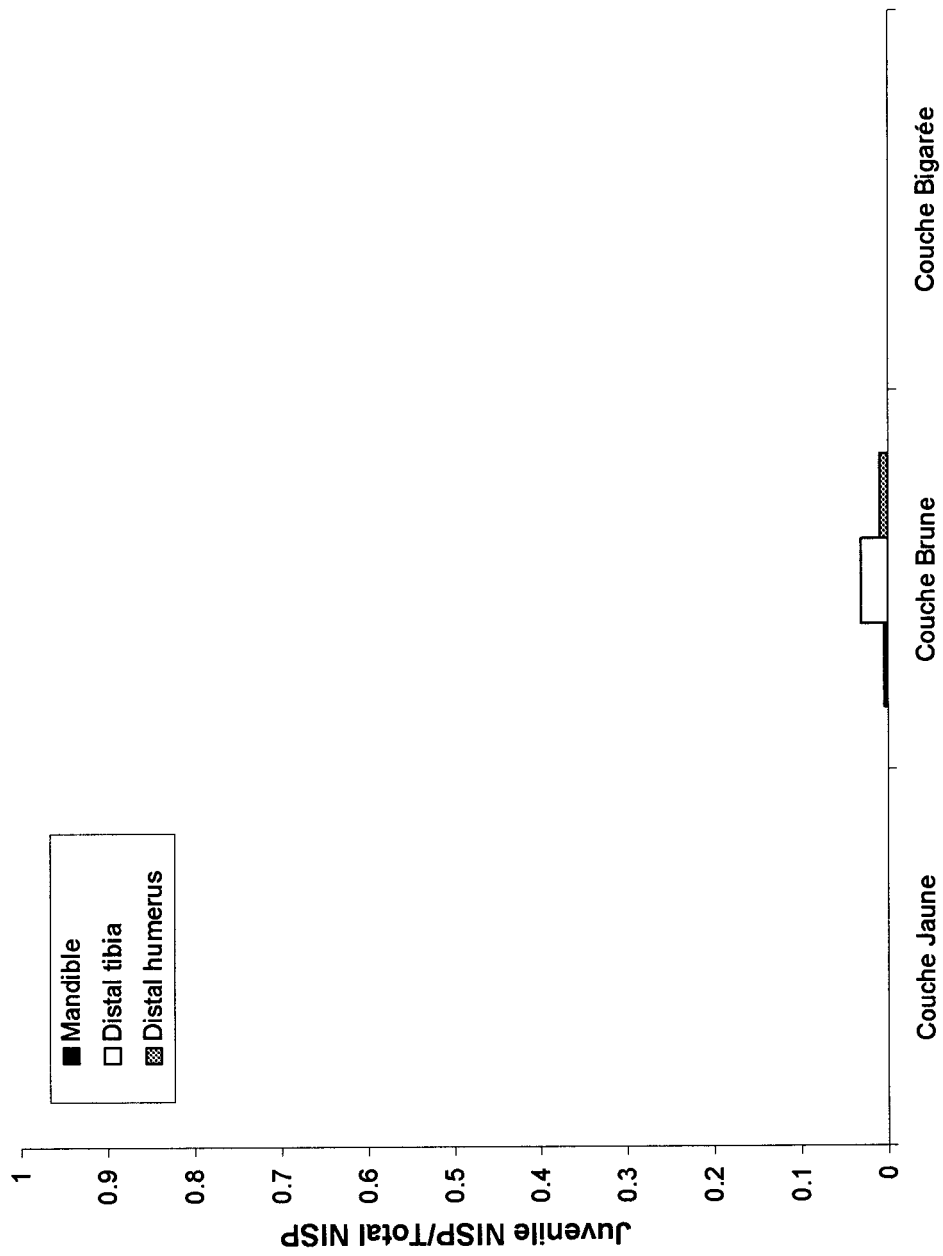 Mandible
Distal tibia
Distal humerus
Juvenile NISP/Total NISP
1
0.9
0.8
0.7
0.6
0.5
0.4
0.3
0.2
0.1
0
Couche Jaune
Couche Brune
Couche Bigarée